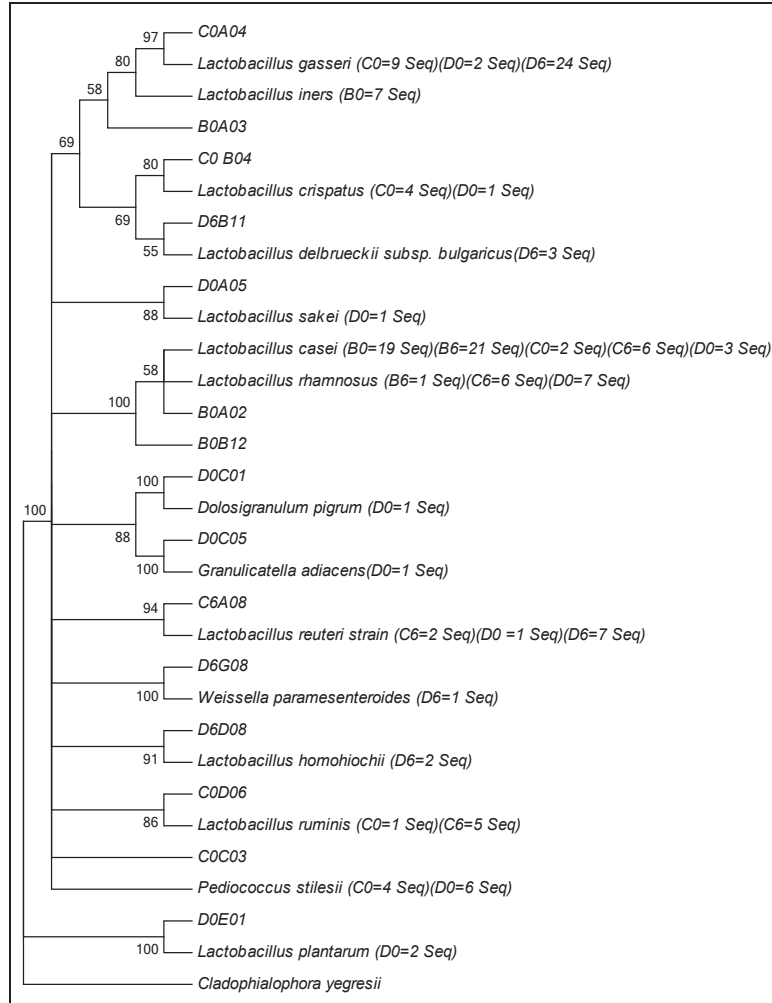 C0A04
97
Lactobacillus gasseri (C0=9 Seq)(D0=2 Seq)(D6=24 Seq)
80
Lactobacillus iners (B0=7 Seq)
58
B0A03
69
C0 B04
80
Lactobacillus crispatus (C0=4 Seq)(D0=1 Seq)
69
D6B11
55
Lactobacillus delbrueckii subsp. bulgaricus(D6=3 Seq)
D0A05
88
Lactobacillus sakei (D0=1 Seq)
Lactobacillus casei (B0=19 Seq)(B6=21 Seq)(C0=2 Seq)(C6=6 Seq)(D0=3 Seq)
58
Lactobacillus rhamnosus (B6=1 Seq)(C6=6 Seq)(D0=7 Seq)
100
B0A02
B0B12
D0C01
100
Dolosigranulum pigrum (D0=1 Seq)
100
88
D0C05
100
Granulicatella adiacens(D0=1 Seq)
C6A08
94
Lactobacillus reuteri strain (C6=2 Seq)(D0 =1 Seq)(D6=7 Seq)
D6G08
100
Weissella paramesenteroides (D6=1 Seq)
D6D08
91
Lactobacillus homohiochii (D6=2 Seq)
C0D06
86
Lactobacillus ruminis (C0=1 Seq)(C6=5 Seq)
C0C03
Pediococcus stilesii (C0=4 Seq)(D0=6 Seq)
D0E01
100
Lactobacillus plantarum (D0=2 Seq)
Cladophialophora yegresii